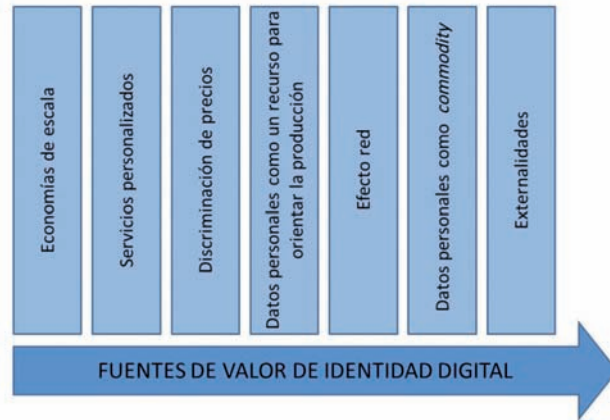 Economías de escala
Servicios personalizados
Discriminación de precios
Datos personales como un recurso para
orientar la producción
Efecto red
Datos personales como commodity
Externalidades
FUENTES DE VALOR DE IDENTIDAD DIGITAL